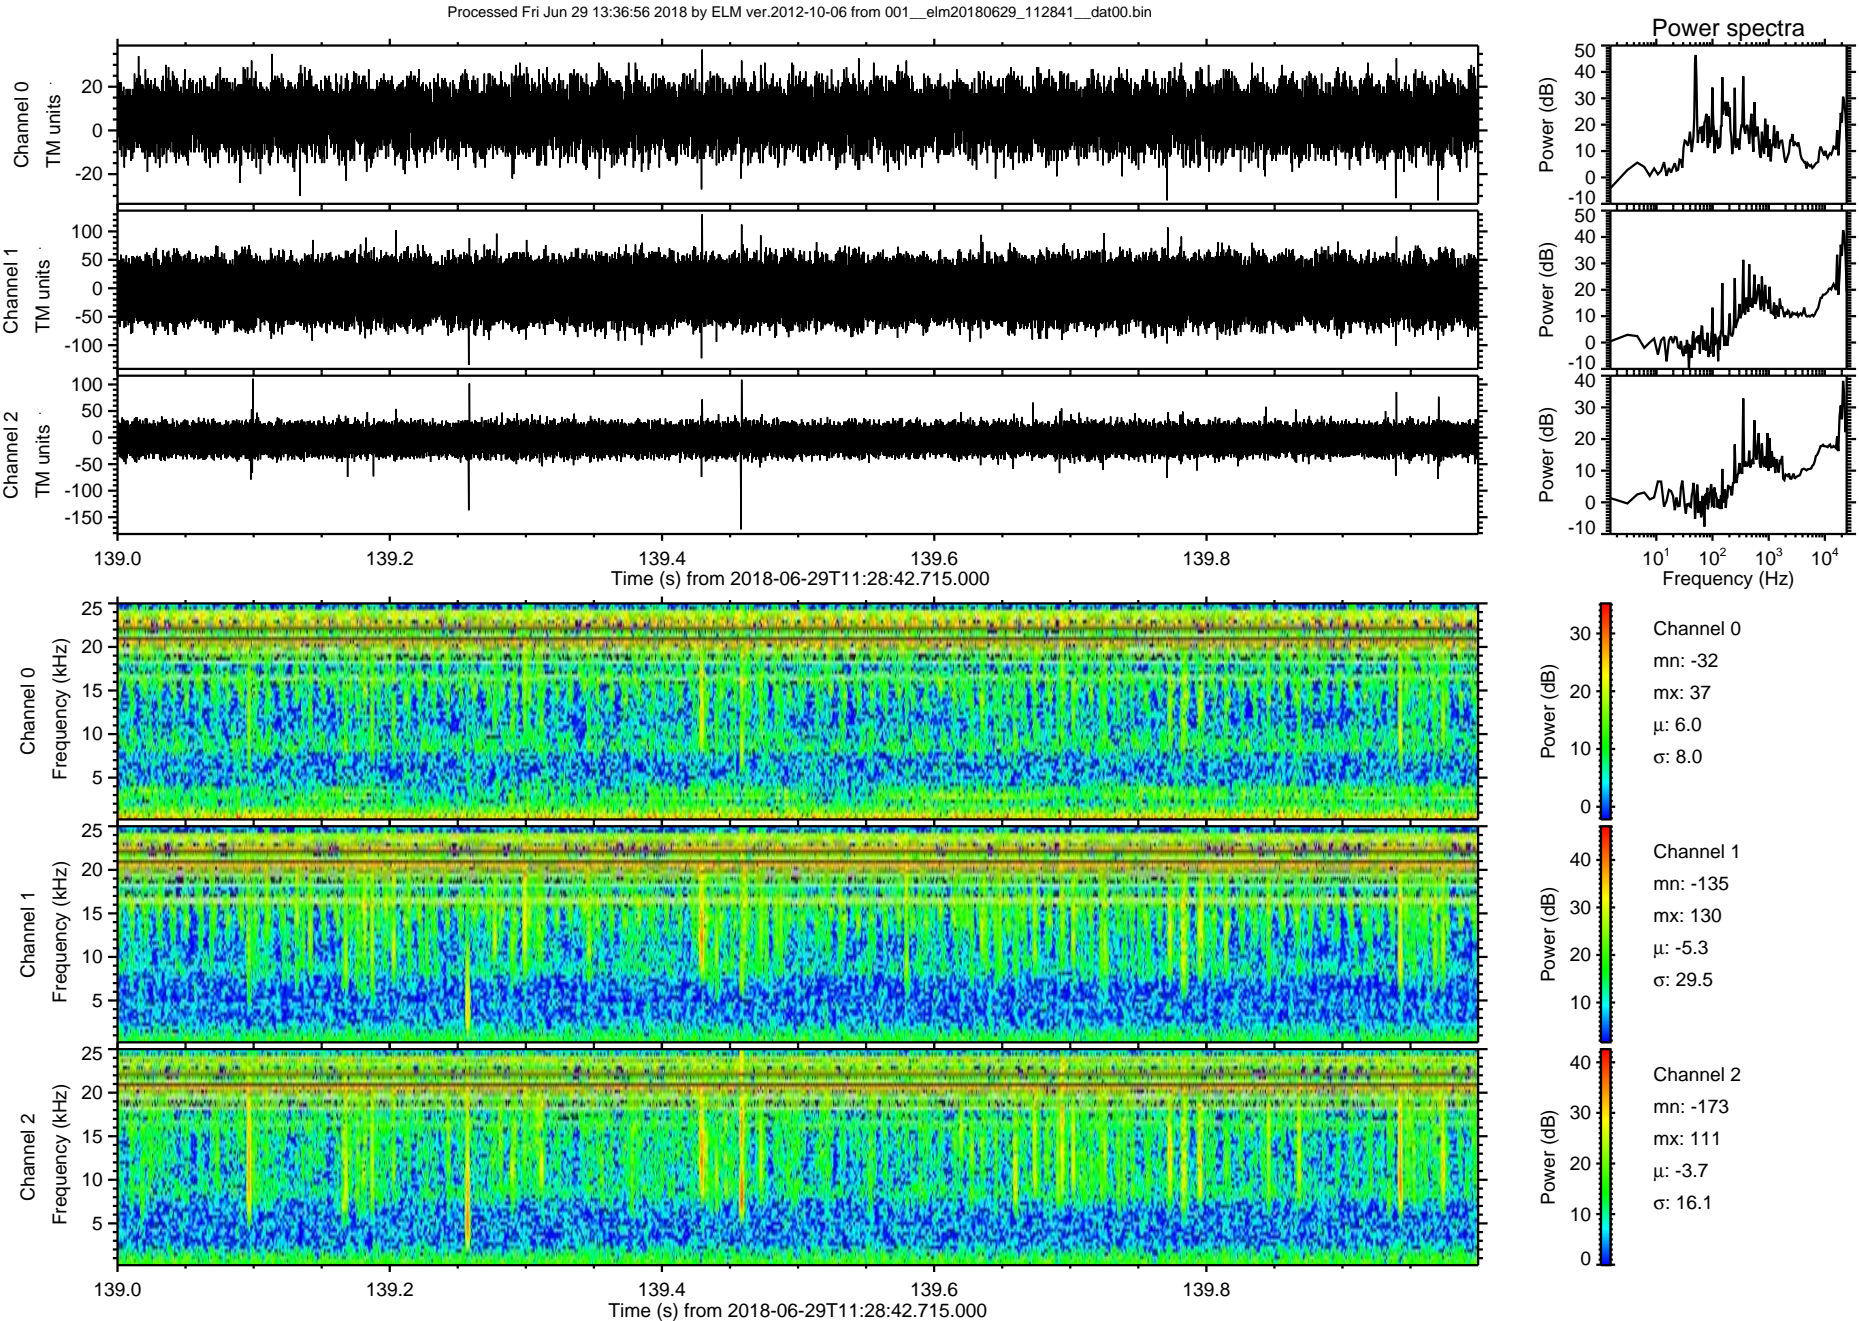 Processed Fri Jun 29 13:36:56 2018 by ELM ver.2012-10-06 from 001__elm20180629_112841__dat00.bin
Power spectra
Channel 0
TM units
20
0
-20
Power (dB)
50
40
30
20
10
0
-10
Channel 1
TM units
100
50
0
-50
-100
Power (dB)
50
40
30
20
10
0
-10
Channel 2
TM units
100
50
0
-50
-100
-150
Power (dB)
40
30
20
10
0
-10
139.0 139.2 139.4 139.6 139.8
Time (s) from 2018-06-29T11:28:42.715.000
10^1 10^2 10^3 10^4
Frequency (Hz)
Channel 0
Frequency (kHz)
25
20
15
10
5
Power (dB)
30
20
10
0
Channel 0
mn: -32
mx: 37
μ: 6.0
σ: 8.0
Channel 1
Frequency (kHz)
25
20
15
10
5
Power (dB)
40
30
20
10
Channel 1
mn: -135
mx: 130
μ: -5.3
σ: 29.5
Channel 2
Frequency (kHz)
25
20
15
10
5
Power (dB)
40
30
20
10
0
Channel 2
mn: -173
mx: 111
μ: -3.7
σ: 16.1
139.0 139.2 139.4 139.6 139.8
Time (s) from 2018-06-29T11:28:42.715.000